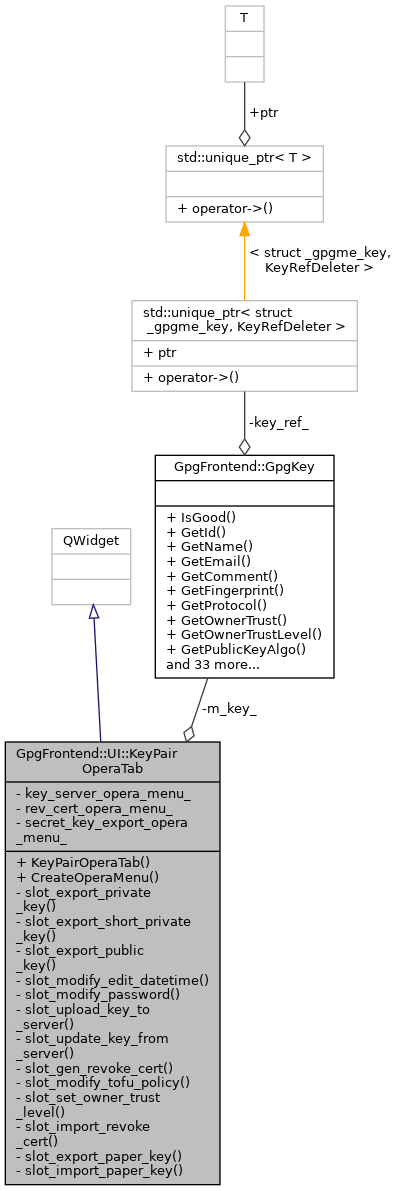 T
+ptr
std::unique_ptr< T >
+ operator->()
< struct _gpgme_key,
KeyRefDeleter >
std::unique_ptr< struct
_gpgme_key, KeyRefDeleter >
+ ptr
+ operator->()
-key_ref_
GpgFrontend::GpgKey
+ IsGood()
+ GetId()
+ GetName()
+ GetEmail()
+ GetComment()
+ GetFingerprint()
+ GetProtocol()
+ GetOwnerTrust()
+ GetOwnerTrustLevel()
+ GetPublicKeyAlgo()
and 33 more...
QWidget
-m_key_
GpgFrontend::UI::KeyPair
OperaTab
- key_server_opera_menu_
- rev_cert_opera_menu_
- secret_key_export_opera
_menu_
+ KeyPairOperaTab()
+ CreateOperaMenu()
- slot_export_private
_key()
- slot_export_short_private
_key()
- slot_export_public
_key()
- slot_modify_edit_datetime()
- slot_modify_password()
- slot_upload_key_to
_server()
- slot_update_key_from
_server()
- slot_gen_revoke_cert()
- slot_modify_tofu_policy()
- slot_set_owner_trust
_level()
- slot_import_revoke
_cert()
- slot_export_paper_key()
- slot_import_paper_key()